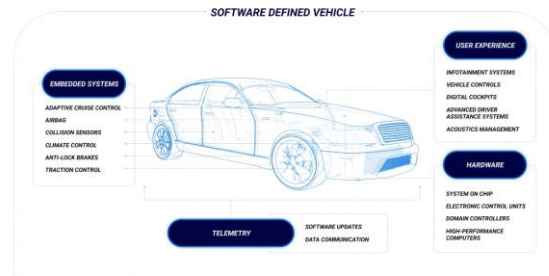 SOFTWARE DEFINED VEHICLE
EMBEDDED SYSTEMS
ADAPTIVE CRUISE CONTROL
AIRBAG
COLLISION SENSORS
CLIMATE CONTROL
ANTI-LOCK BRAKES
TRACTION CONTROL
USER EXPERIENCE
INFOTAINMENT SYSTEMS
VEHICLE CONTROLS
DIGITAL COCKPITS
ADVANCED DRIVER
ASSISTANCE SYSTEMS
ACOUSTICS MANAGEMENT
HARDWARE
SYSTEM ON CHIP
ELECTRONIC CONTROL UNITS
DOMAIN CONTROLLERS
HIGH-PERFORMANCE
COMPUTERS
TELEMETRY
SOFTWARE UPDATES
DATA COMMUNICATION